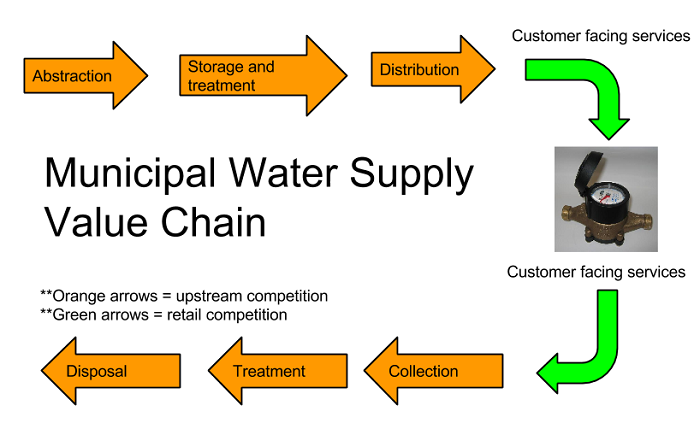 Customer facing services
Abstraction
Storage and
treatment
Distribution
Municipal Water Supply
Value Chain
Customer facing services
**Orange arrows = upstream competition
**Green arrows = retail competition
Disposal
Treatment
Collection